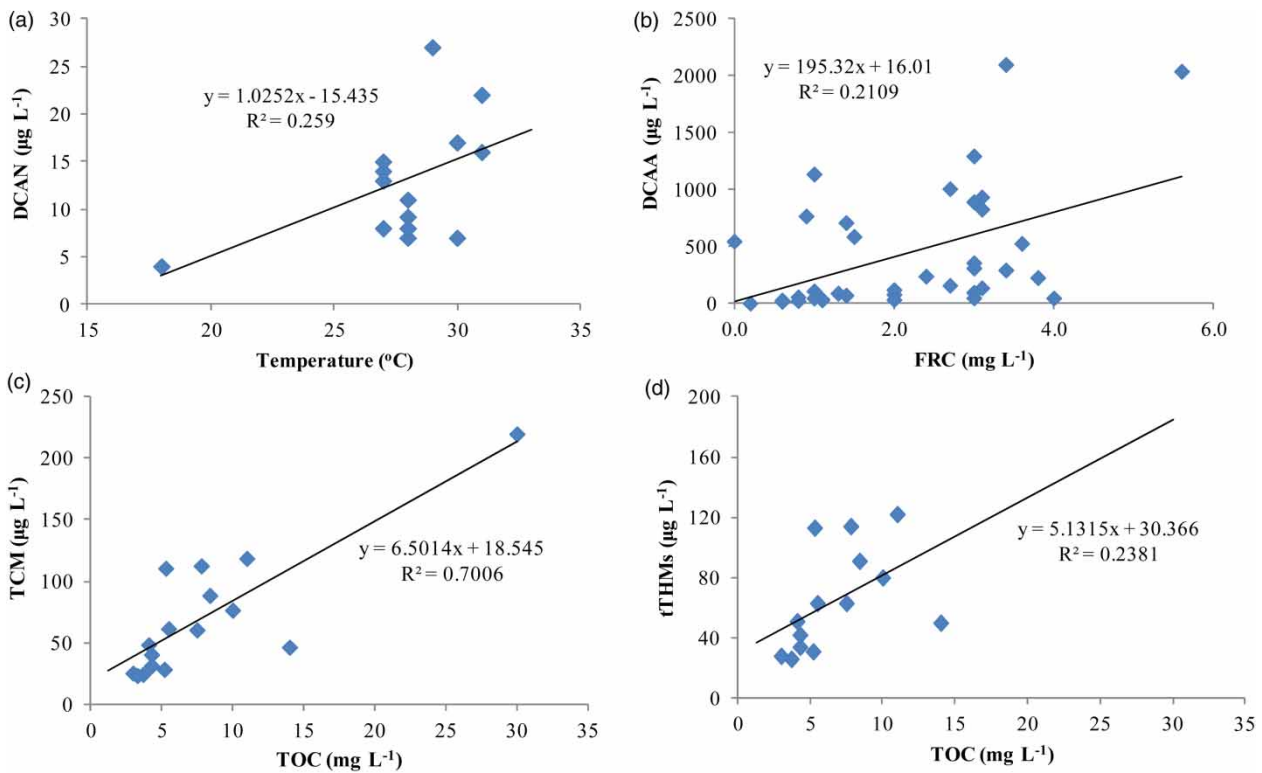 (a)
30
25
20
15
10
5
0
DCAN (µg L-1)
y = 1.0252x - 15.435
R² = 0.259
15 20 25 30 35
Temperature (oC)
(b)
2500
2000
1500
1000
500
0
DCAA (µg L-1)
y = 195.32x + 16.01
R² = 0.2109
0.0 2.0 4.0 6.0
FRC (mg L-1)
(c)
250
200
150
100
50
0
TCM (µg L-1)
y = 6.5014x + 18.545
R² = 0.7006
0 5 10 15 20 25 30 35
TOC (mg L-1)
(d)
200
160
120
80
40
0
tTHMs (µg L-1)
y = 5.1315x + 30.366
R² = 0.2381
0 5 10 15 20 25 30 35
TOC (mg L-1)